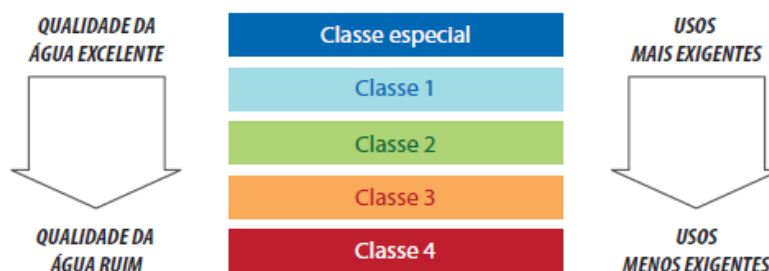 QUALIDADE DA
ÁGUA EXCELENTE
Classe especial
USOS
MAIS EXIGENTES
Classe 1
Classe 2
Classe 3
QUALIDADE DA
ÁGUA RUIM
Classe 4
USOS
MENOS EXIGENTES